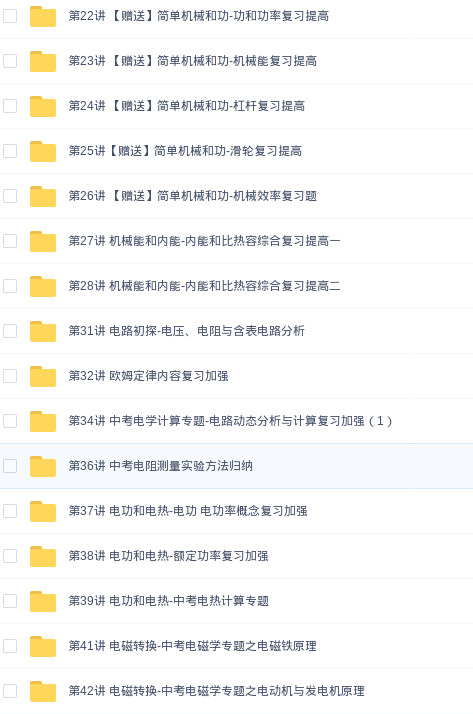 第22讲 【赠送】简单机械和功-功和功率复习提高
第23讲 【赠送】简单机械和功-机械能复习提高
第24讲 【赠送】简单机械和功-杠杆复习提高
第25讲【赠送】简单机械和功-滑轮复习提高
第26讲 【赠送】简单机械和功-机械效率复习题
第27讲 机械能和内能-内能和比热容综合复习提高一
第28讲 机械能和内能-内能和比热容综合复习提高二
第31讲 电路初探-电压、电阻与含表电路分析
第32讲 欧姆定律内容复习加强
第34讲 中考电学计算专题-电路动态分析与计算复习加强（1）
第36讲 中考电阻测量实验方法归纳
第37讲 电功和电热-电功 电功率概念复习加强
第38讲 电功和电热-额定功率复习加强
第39讲 电功和电热-中考电热计算专题
第41讲 电磁转换-中考电磁学专题之电磁铁原理
第42讲 电磁转换-中考电磁学专题之电动机与发电机原理